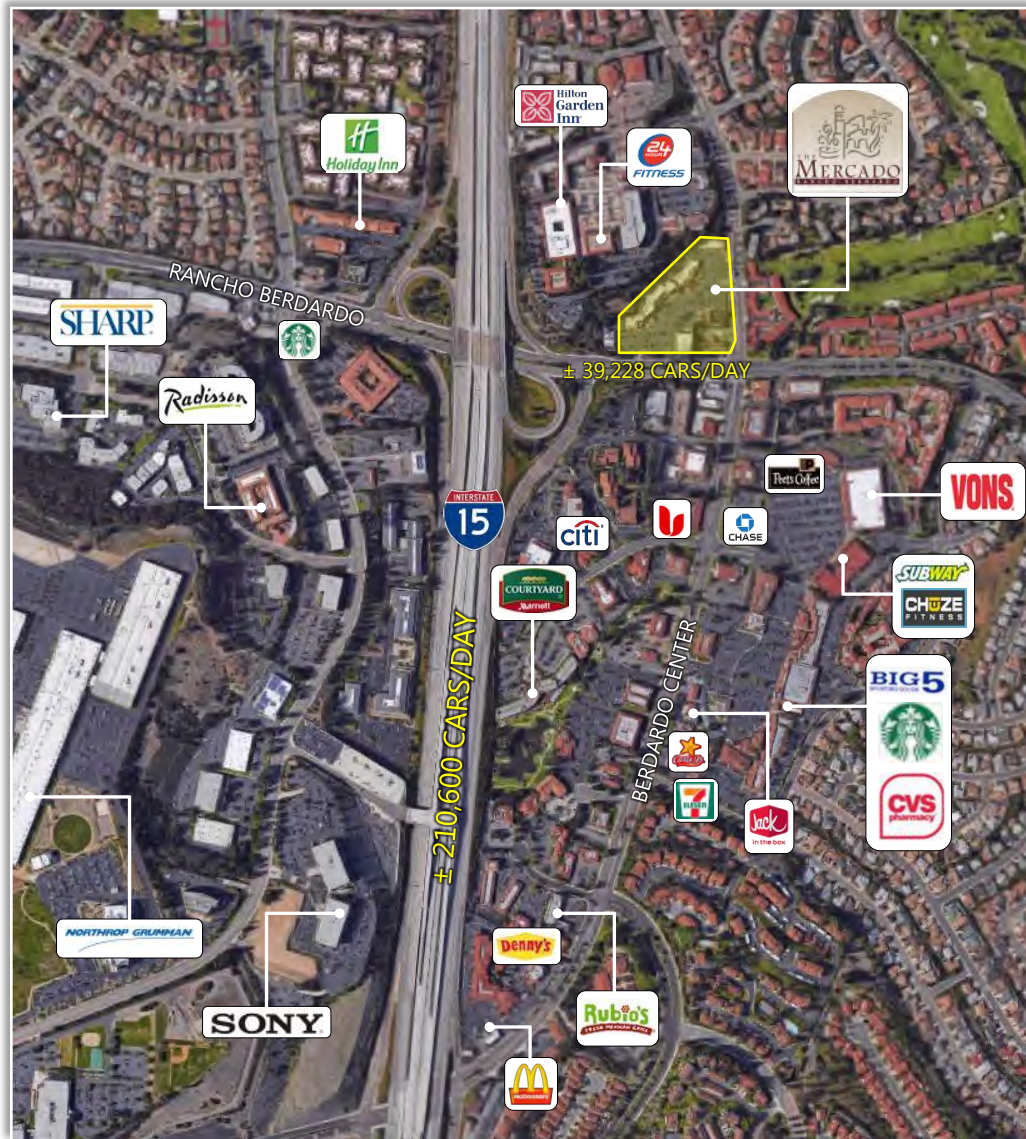 Hilton
Garden
Inn
Holiday Inn
24
HOUR
FITNESS
THE
MERCADO
RANCHO BERNARDO
RANCHO BERDARDO
SHARP.
± 39,228 CARS/DAY
Radisson
Peet's Coffee
VONS
INTERSTATE
15
citi
CHASE
SUBWAY
CHUZE
FITNESS
COURTYARD
Marriott
± 210,600 CARS/DAY
BERDARDO CENTER
BIG 5
SPORTING GOODS
CVS
pharmacy
Carl's Jr.
7
ELEVEN
Jack
in the box
NORTHROP GRUMMAN
Denny's
SONY
Rubio's
FRESH MEXICAN GRILL
McDonald's